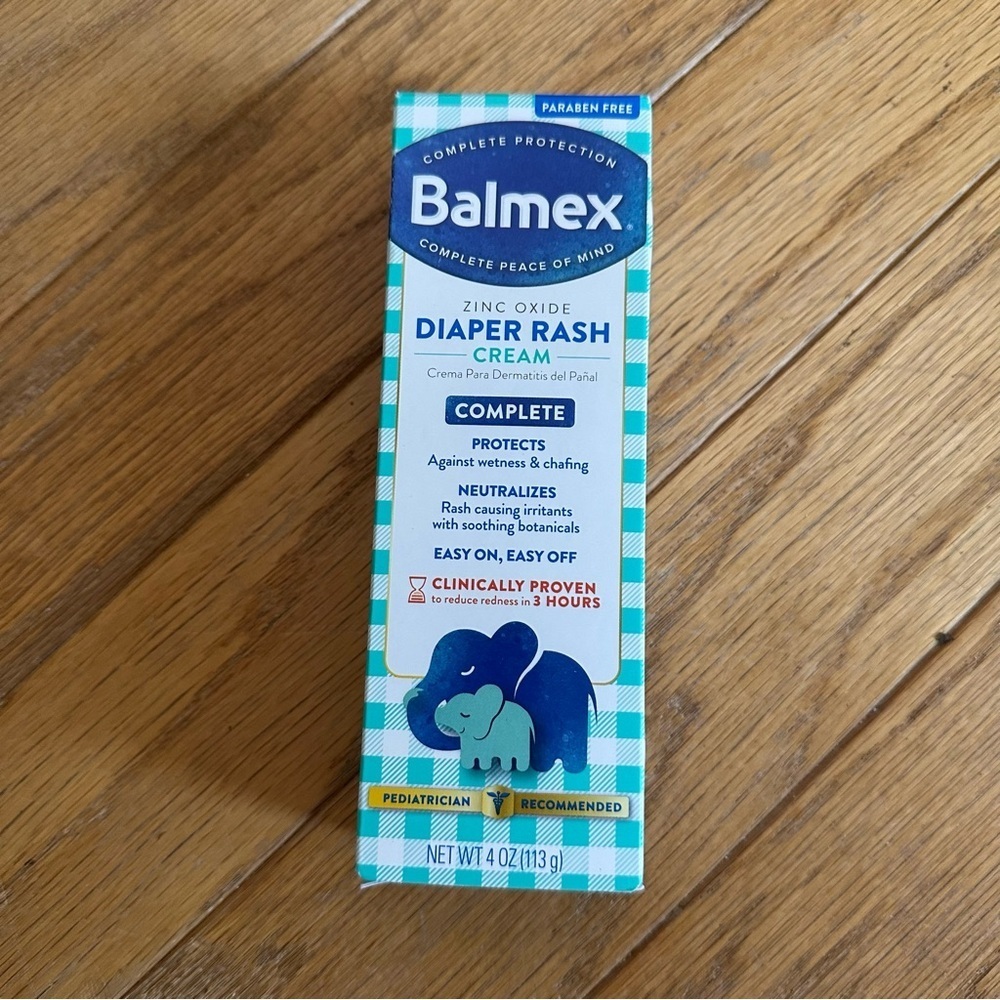 PARABEN FREE
COMPLETE PROTECTION
Balmex®
COMPLETE PEACE OF MIND
ZINC OXIDE
DIAPER RASH
CREAM
Crema Para Dermatitis del Pañal
COMPLETE
PROTECTS
Against wetness & chafing
NEUTRALIZES
Rash causing irritants
with soothing botanicals
EASY ON, EASY OFF
CLINICALLY PROVEN
to reduce redness in 3 HOURS
PEDIATRICIAN RECOMMENDED
NET WT 4 OZ (113 g)